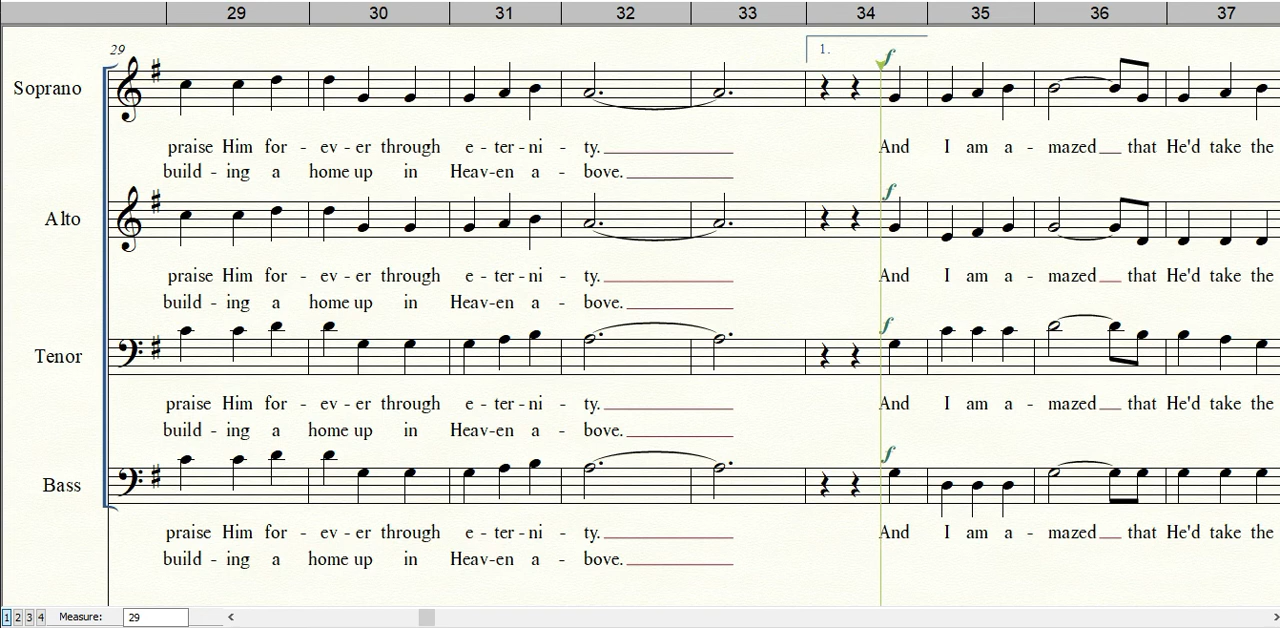 29 30 31 32 33 34 35 36 37
29
1. f
Soprano
praise Him for - ev - er through e - ter - ni - ty. And I am a - mazed that He'd take the
build - ing a home up in Heav - en a - bove.
f
Alto
praise Him for - ev - er through e - ter - ni - ty. And I am a - mazed that He'd take the
build - ing a home up in Heav - en a - bove.
f
Tenor
praise Him for - ev - er through e - ter - ni - ty. And I am a - mazed that He'd take the
build - ing a home up in Heav - en a - bove.
f
Bass
praise Him for - ev - er through e - ter - ni - ty. And I am a - mazed that He'd take the
build - ing a home up in Heav - en a - bove.
1 2 3 4 Measure: 29